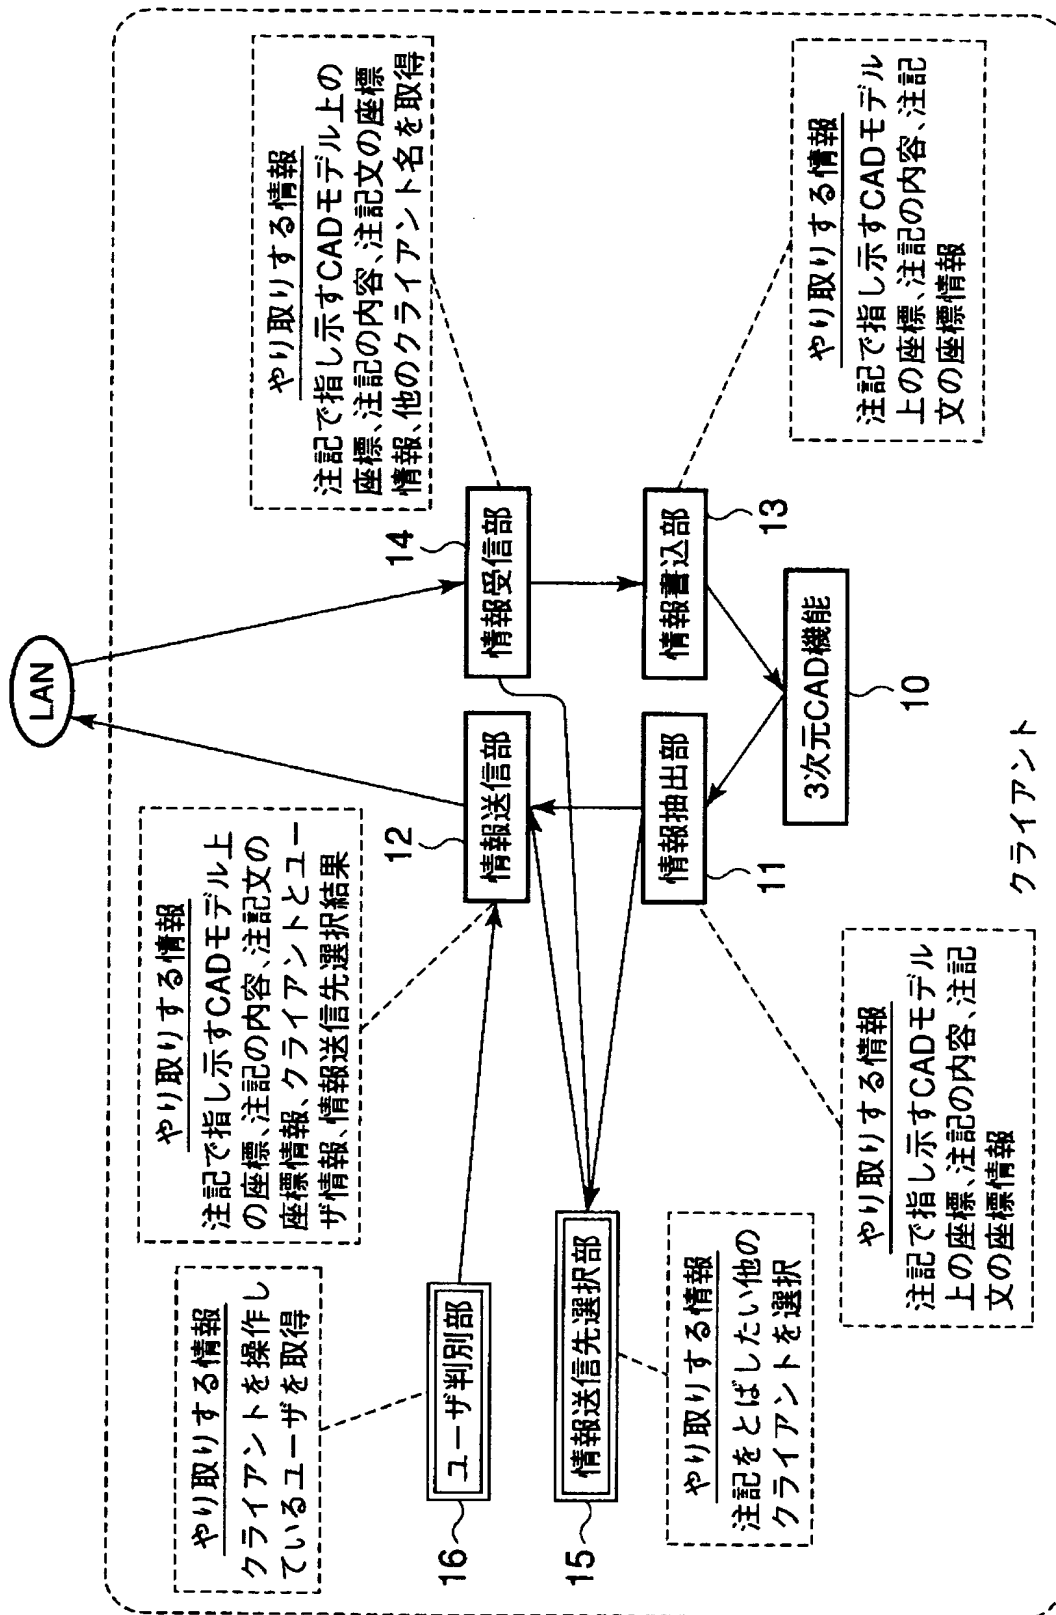 LAN
やり取りする情報
クライアントを操作し
ているユーザを取得
やり取りする情報
注記で指し示すCADモデル上
の座標、注記の内容、注記文の
座標情報、クライアントとユー
ザ情報、情報送信先選択結果
やり取りする情報
注記で指し示すCADモデル上の
座標、注記の内容、注記文の座標
情報、他のクライアント名を取得
16
ユーザ判別部
12
情報送信部
14
情報受信部
15
情報送信先選択部
11
情報抽出部
13
情報書込部
やり取りする情報
注記をとばしたい他の
クライアントを選択
10
3次元CAD機能
やり取りする情報
注記で指し示すCADモデル
上の座標、注記の内容、注記
文の座標情報
やり取りする情報
注記で指し示すCADモデル
上の座標、注記の内容、注記
文の座標情報
クライアント